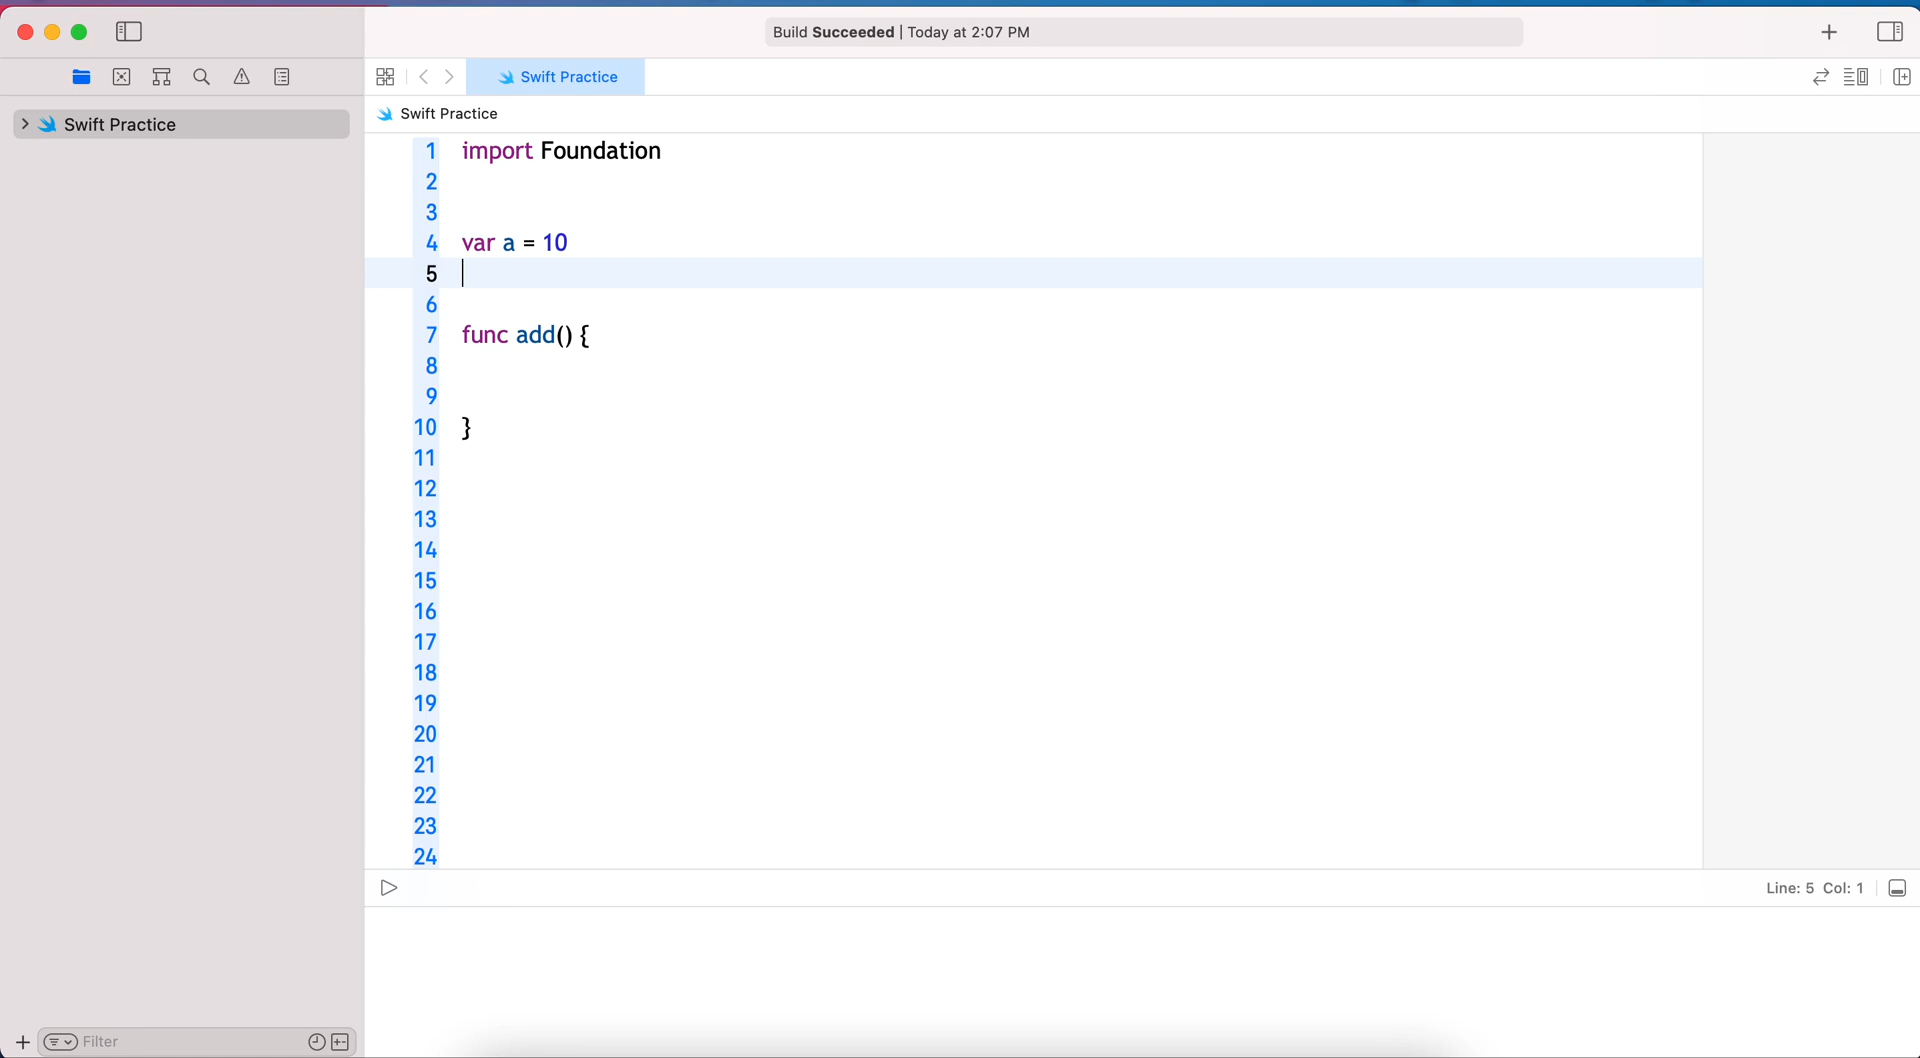 Build Succeeded | Today at 2:07 PM
Swift Practice
Swift Practice
Swift Practice
1 import Foundation
2
3
4 var a = 10
5
6
7 func add() {
8
9
10 }
11
12
13
14
15
16
17
18
19
20
21
22
23
24
Line: 5 Col: 1
Filter